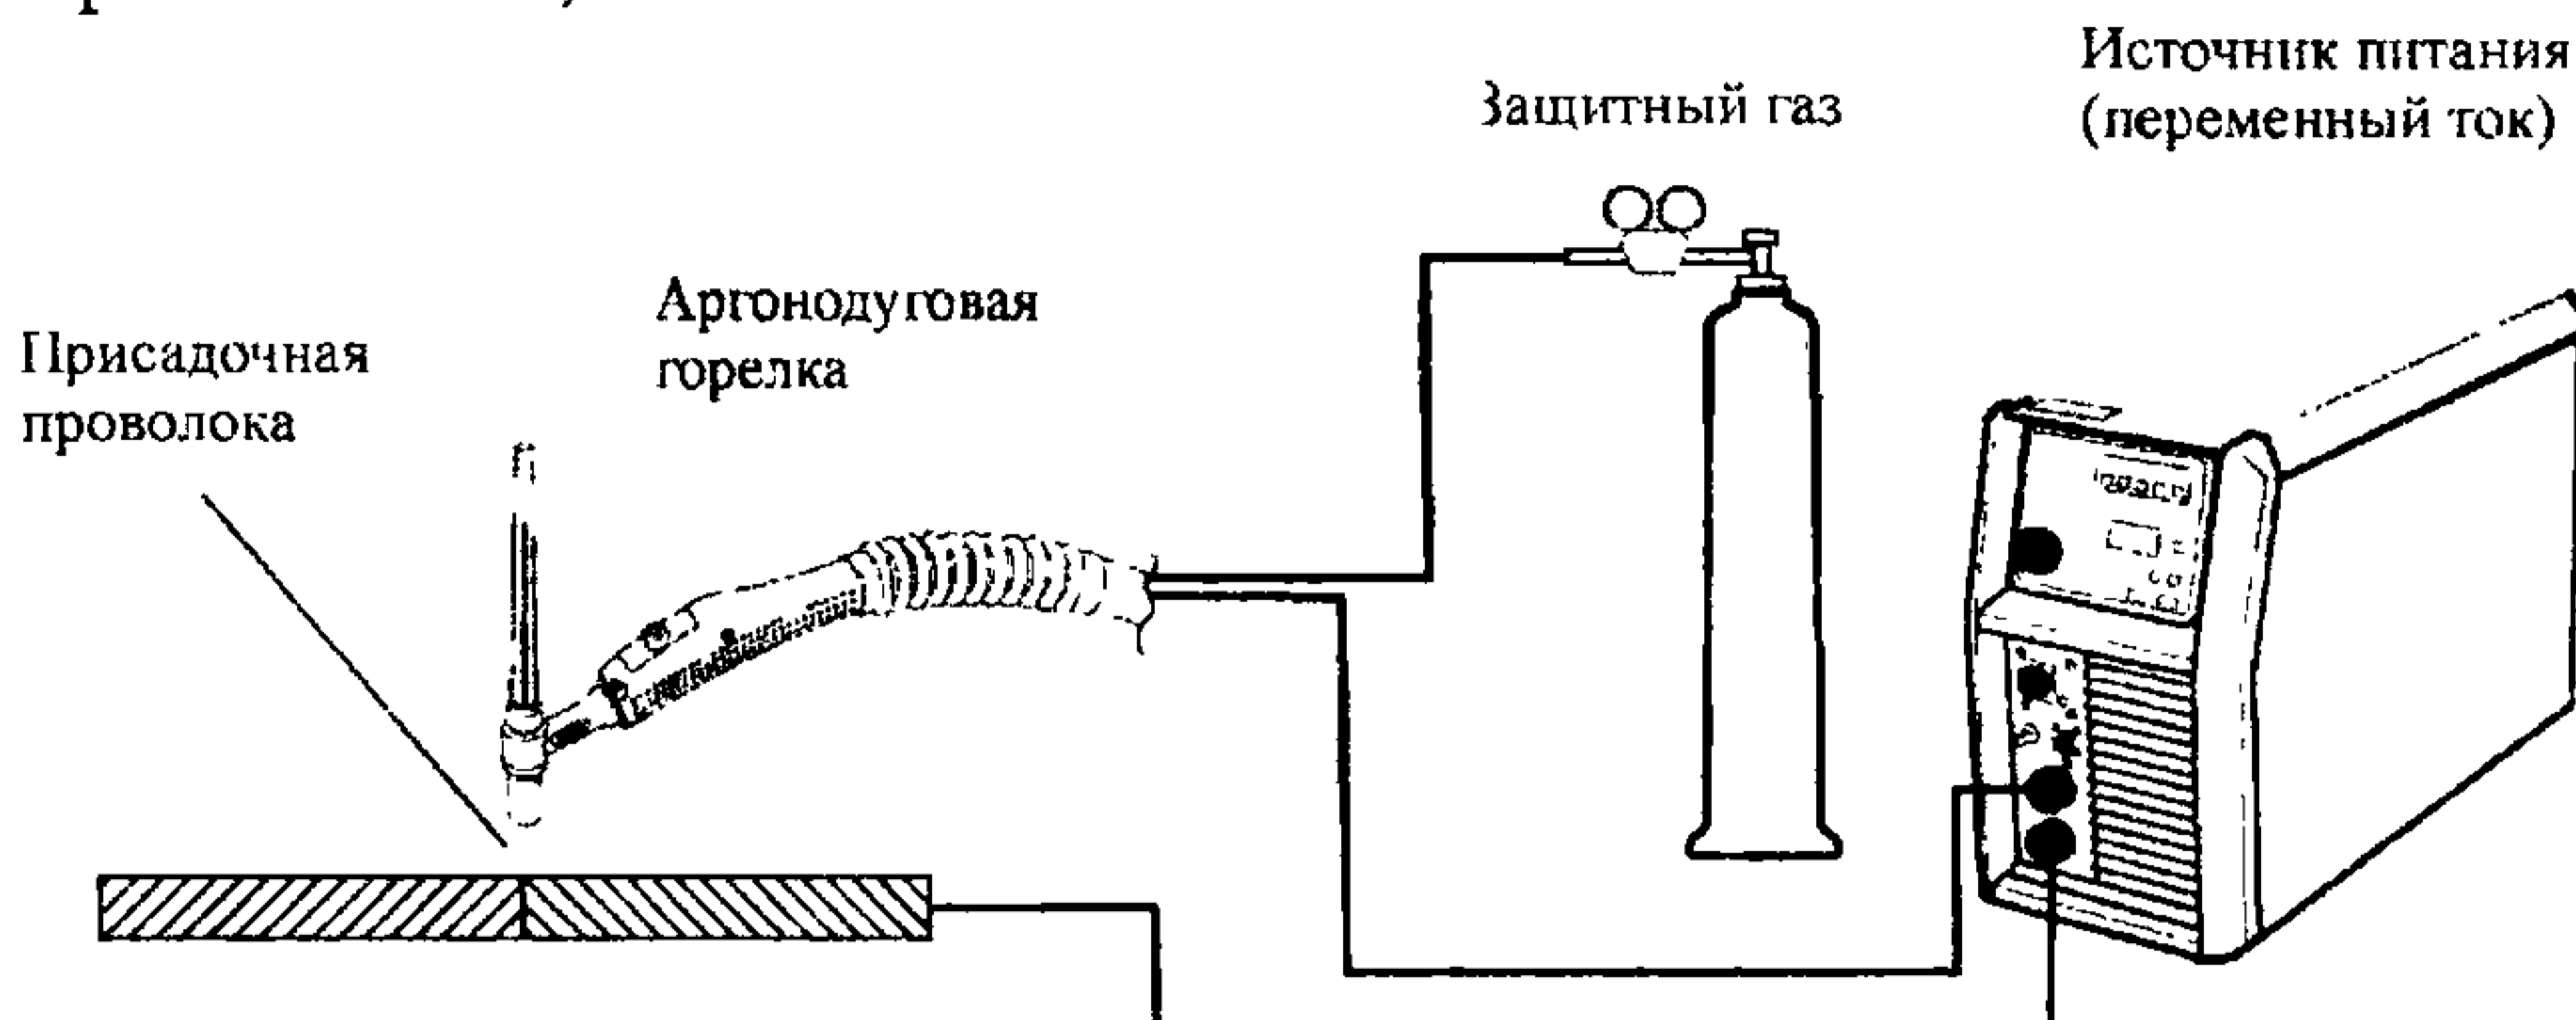 Источник питания
(переменный ток)
Защитный газ
Аргонодуговая
горелка
Присадочная
проволока